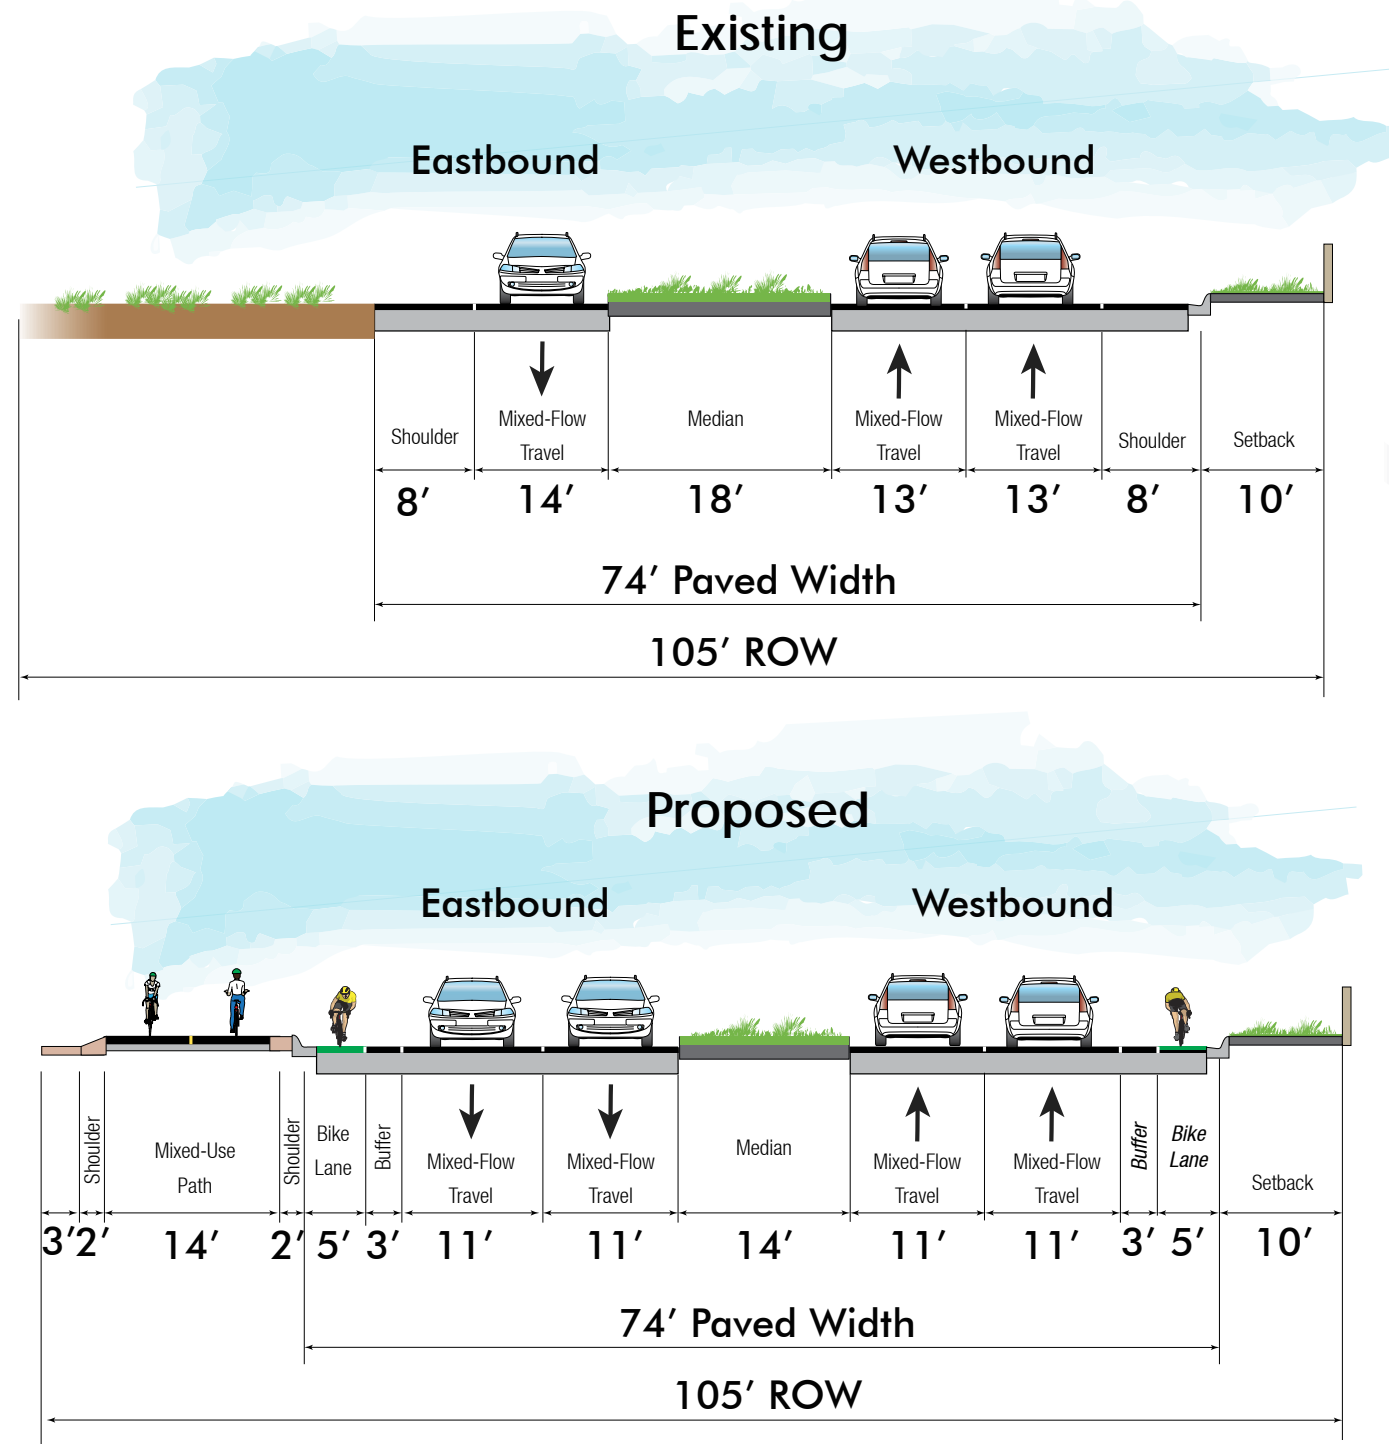 Existing
Eastbound
Westbound
Shoulder
Mixed-Flow
Travel
Median
Mixed-Flow
Travel
Mixed-Flow
Travel
Shoulder
Setback
8′
14′
18′
13′
13′
8′
10′
74′ Paved Width
105′ ROW
Proposed
Eastbound
Westbound
Shoulder
Mixed-Use
Path
Shoulder
Bike
Lane
Buffer
Mixed-Flow
Travel
Mixed-Flow
Travel
Median
Mixed-Flow
Travel
Mixed-Flow
Travel
Buffer
Bike
Lane
Setback
3′
2′
14′
2′
5′
3′
11′
11′
14′
11′
11′
3′
5′
10′
74′ Paved Width
105′ ROW